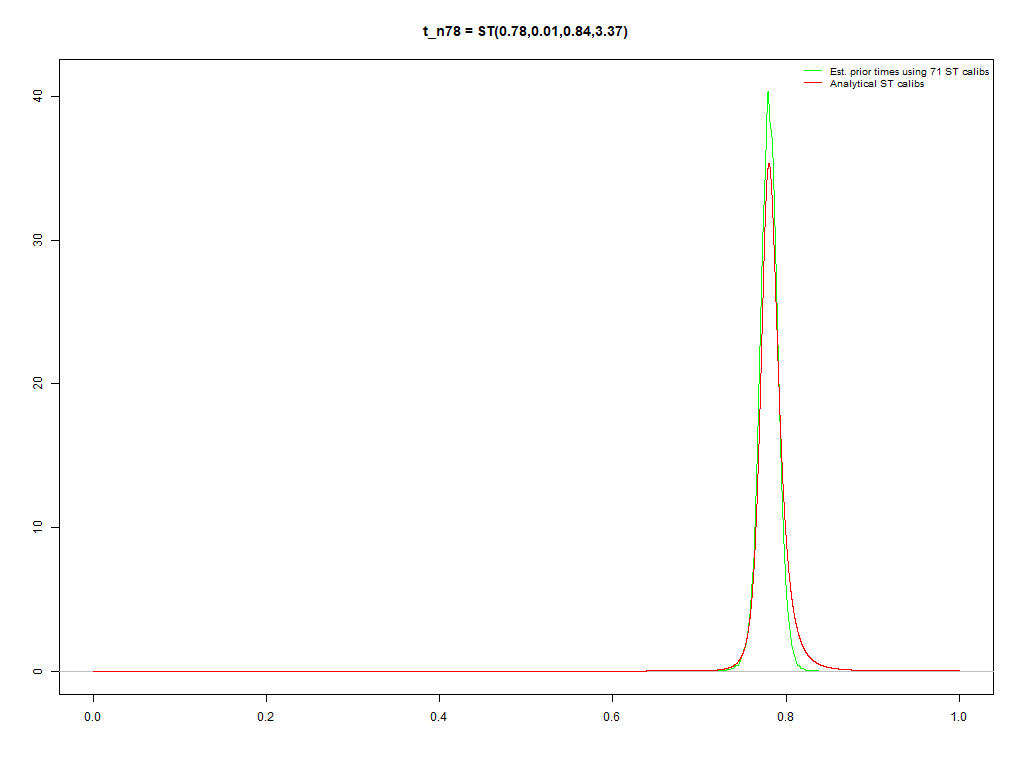 t_n78 = ST(0.78,0.01,0.84,3.37)
Est. prior times using 71 ST calibs
Analytical ST calibs
40
30
20
10
0
0.0 0.2 0.4 0.6 0.8 1.0